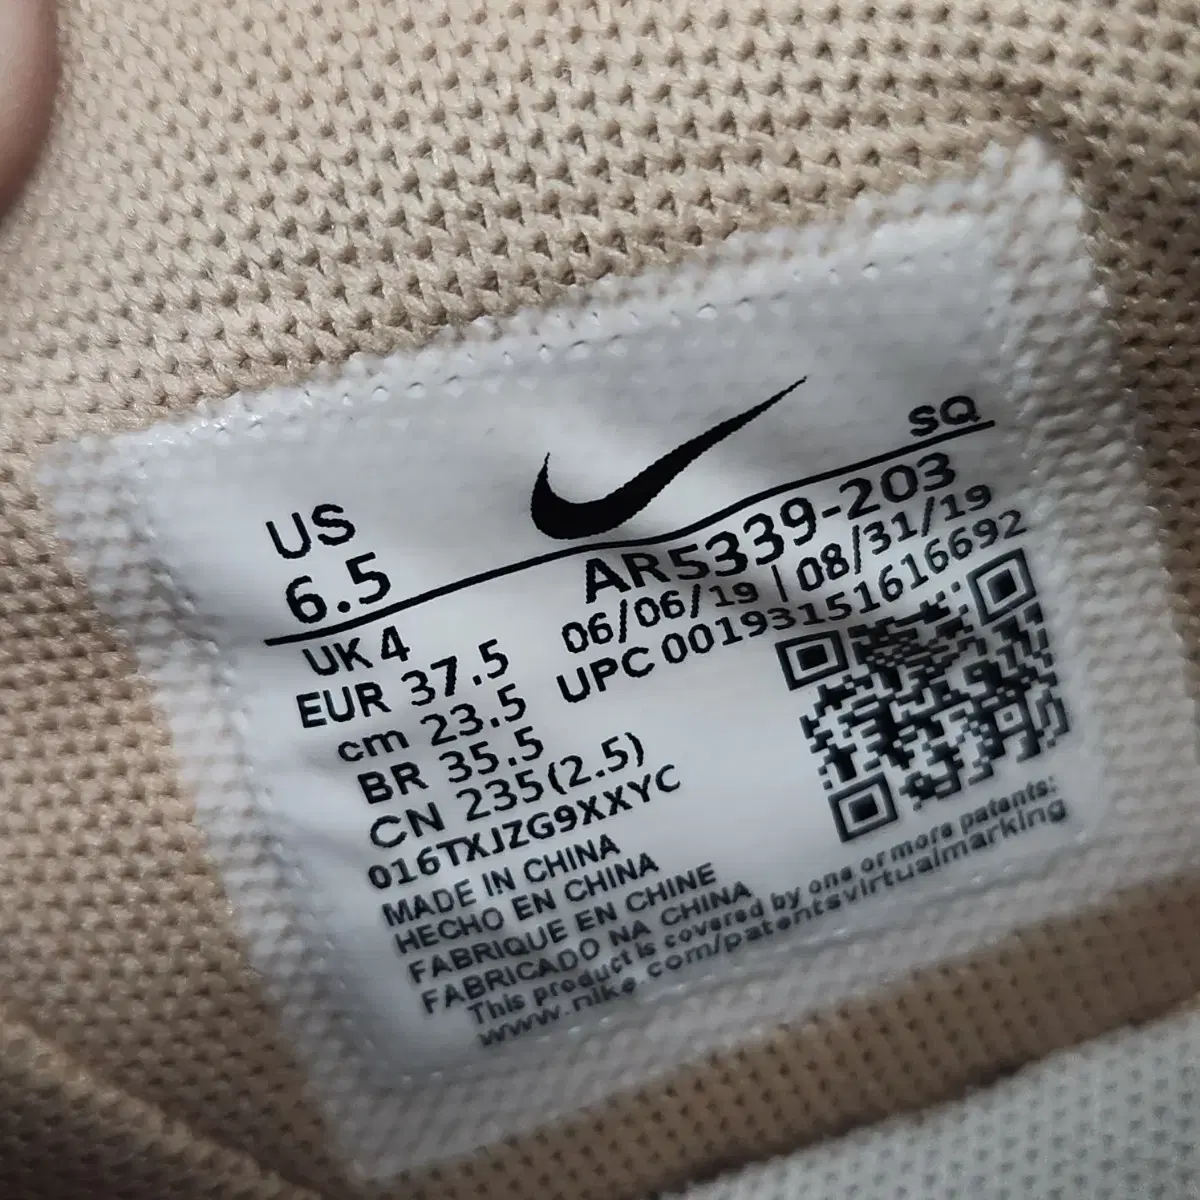 SQ
US
6.5
AR5339-203
06/06/19 | 08/31/19
UPC 00193151616692
UK 4
EUR 37.5
cm 23.5
BR 35.5
CN 235(2.5)
016TXJZG9XXYC
MADE IN CHINA
HECHO EN CHINA
FABRIQUE EN CHINE
FABRICADO NA CHINA
This product is covered by one or more patents:
www.nike.com/patentsvirtualmarking